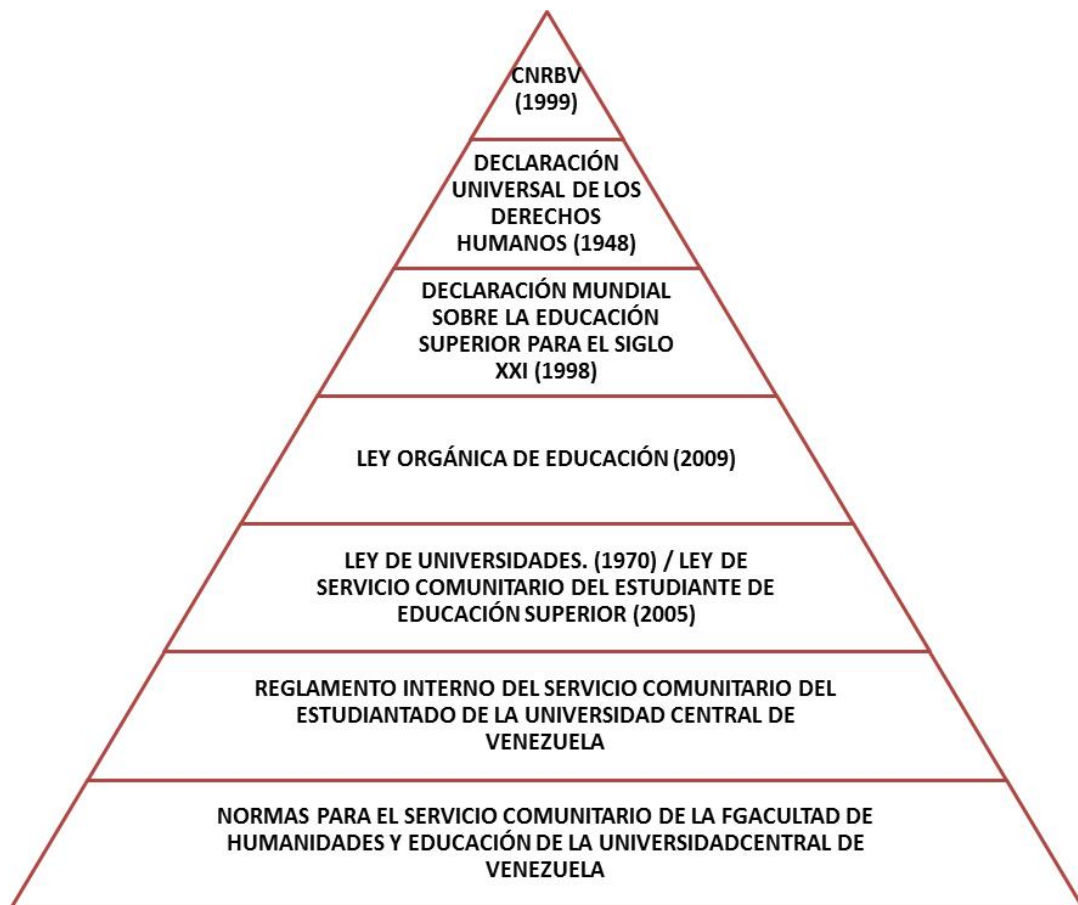 CNRBV
(1999)
DECLARACIÓN
UNIVERSAL DE LOS
DERECHOS
HUMANOS (1948)
DECLARACIÓN MUNDIAL
SOBRE LA EDUCACIÓN
SUPERIOR PARA EL SIGLO
XXI (1998)
LEY ORGÁNICA DE EDUCACIÓN (2009)
LEY DE UNIVERSIDADES. (1970) / LEY DE
SERVICIO COMUNITARIO DEL ESTUDIANTE DE
EDUCACIÓN SUPERIOR (2005)
REGLAMENTO INTERNO DEL SERVICIO COMUNITARIO DEL
ESTUDIANTADO DE LA UNIVERSIDAD CENTRAL DE
VENEZUELA
NORMAS PARA EL SERVICIO COMUNITARIO DE LA FGACULTAD DE
HUMANIDADES Y EDUCACIÓN DE LA UNIVERSIDADCENTRAL DE
VENEZUELA